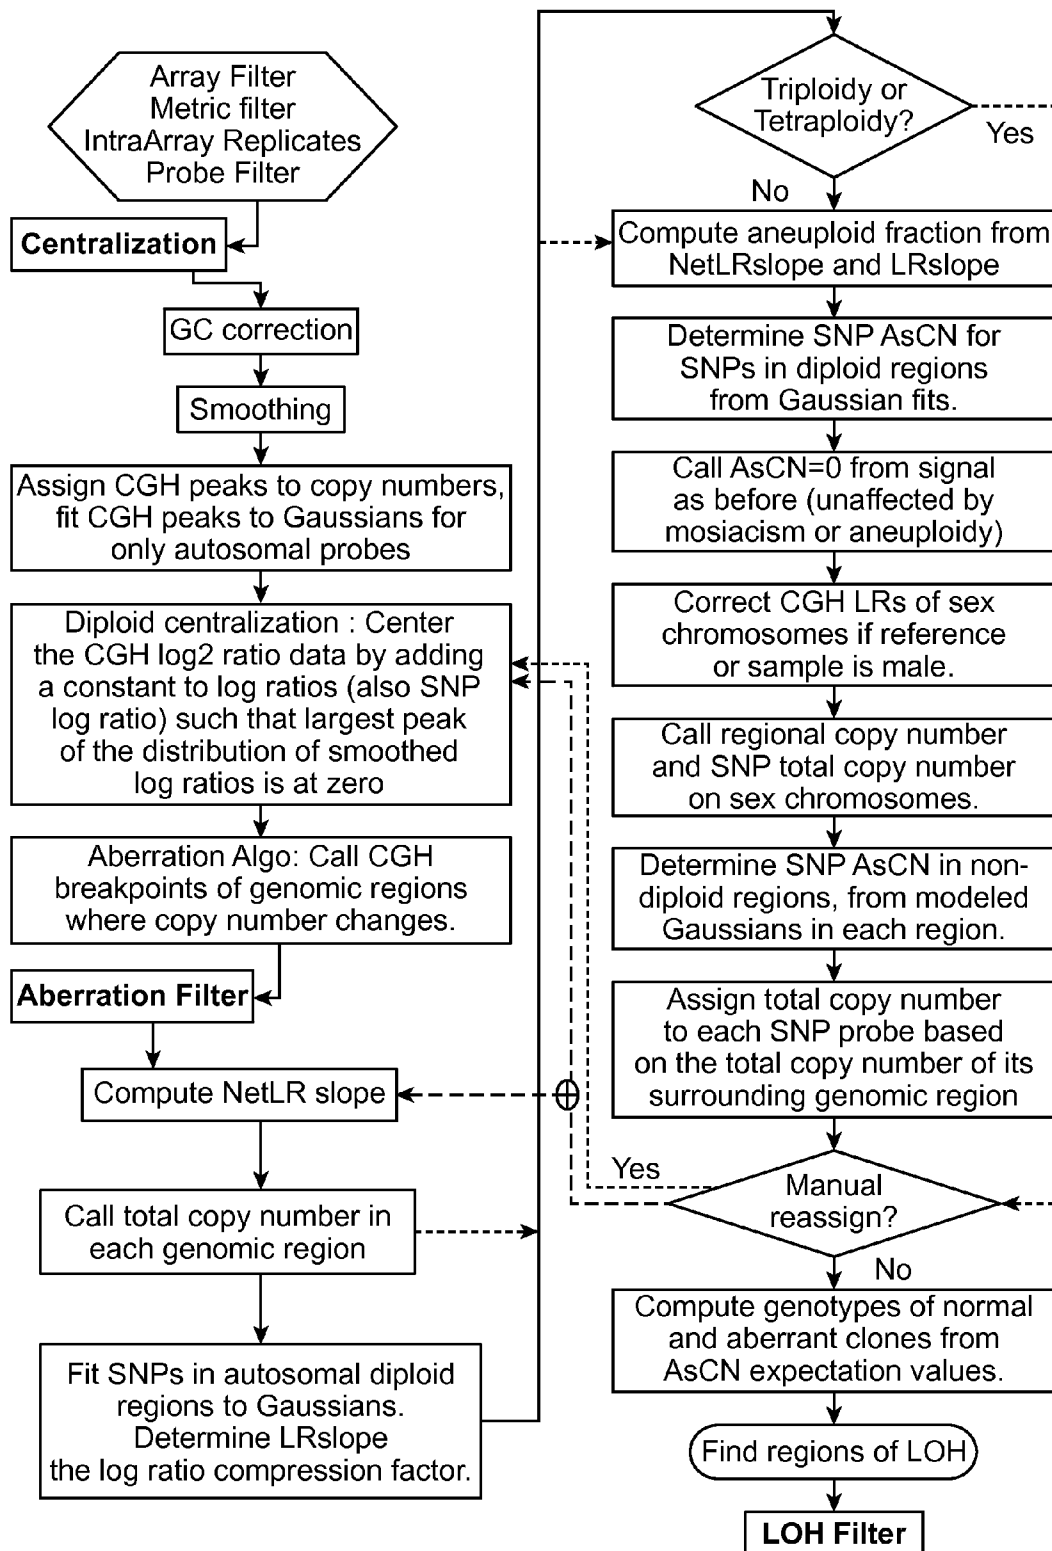 Array Filter
Metric filter
IntraArray Replicates
Probe Filter
Centralization
GC correction
Smoothing
Assign CGH peaks to copy numbers,
fit CGH peaks to Gaussians for
only autosomal probes
Diploid centralization : Center
the CGH log2 ratio data by adding
a constant to log ratios (also SNP
log ratio) such that largest peak
of the distribution of smoothed
log ratios is at zero
Aberration Algo: Call CGH
breakpoints of genomic regions
where copy number changes.
Aberration Filter
Compute NetLR slope
Call total copy number in
each genomic region
Fit SNPs in autosomal diploid
regions to Gaussians.
Determine LRslope
the log ratio compression factor.
Triploidy or
Tetraploidy?
Yes
No
Compute aneuploid fraction from
NetLRslope and LRslope
Determine SNP AsCN for
SNPs in diploid regions
from Gaussian fits.
Call AsCN=0 from signal
as before (unaffected by
mosiacism or aneuploidy)
Correct CGH LRs of sex
chromosomes if reference
or sample is male.
Call regional copy number
and SNP total copy number
on sex chromosomes.
Determine SNP AsCN in non-
diploid regions, from modeled
Gaussians in each region.
Assign total copy number
to each SNP probe based
on the total copy number of its
surrounding genomic region
Yes
Manual
reassign?
No
Compute genotypes of normal
and aberrant clones from
AsCN expectation values.
Find regions of LOH
LOH Filter